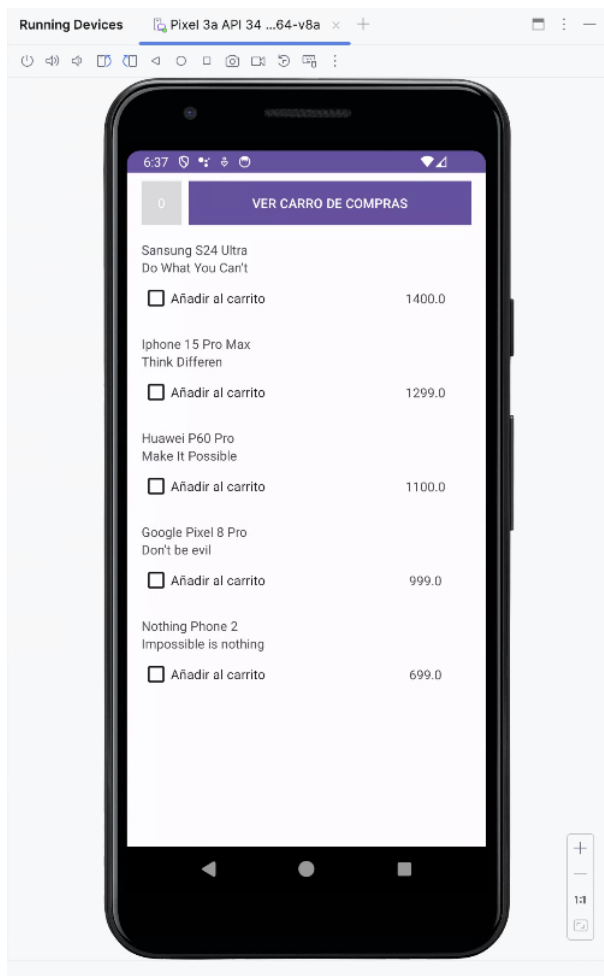 Running Devices
Pixel 3a API 34 ...64-v8a
6:37
0
VER CARRO DE COMPRAS
Sansung S24 Ultra
Do What You Can't
Añadir al carrito 1400.0
Iphone 15 Pro Max
Think Differen
Añadir al carrito 1299.0
Huawei P60 Pro
Make It Possible
Añadir al carrito 1100.0
Google Pixel 8 Pro
Don't be evil
Añadir al carrito 999.0
Nothing Phone 2
Impossible is nothing
Añadir al carrito 699.0
1:1